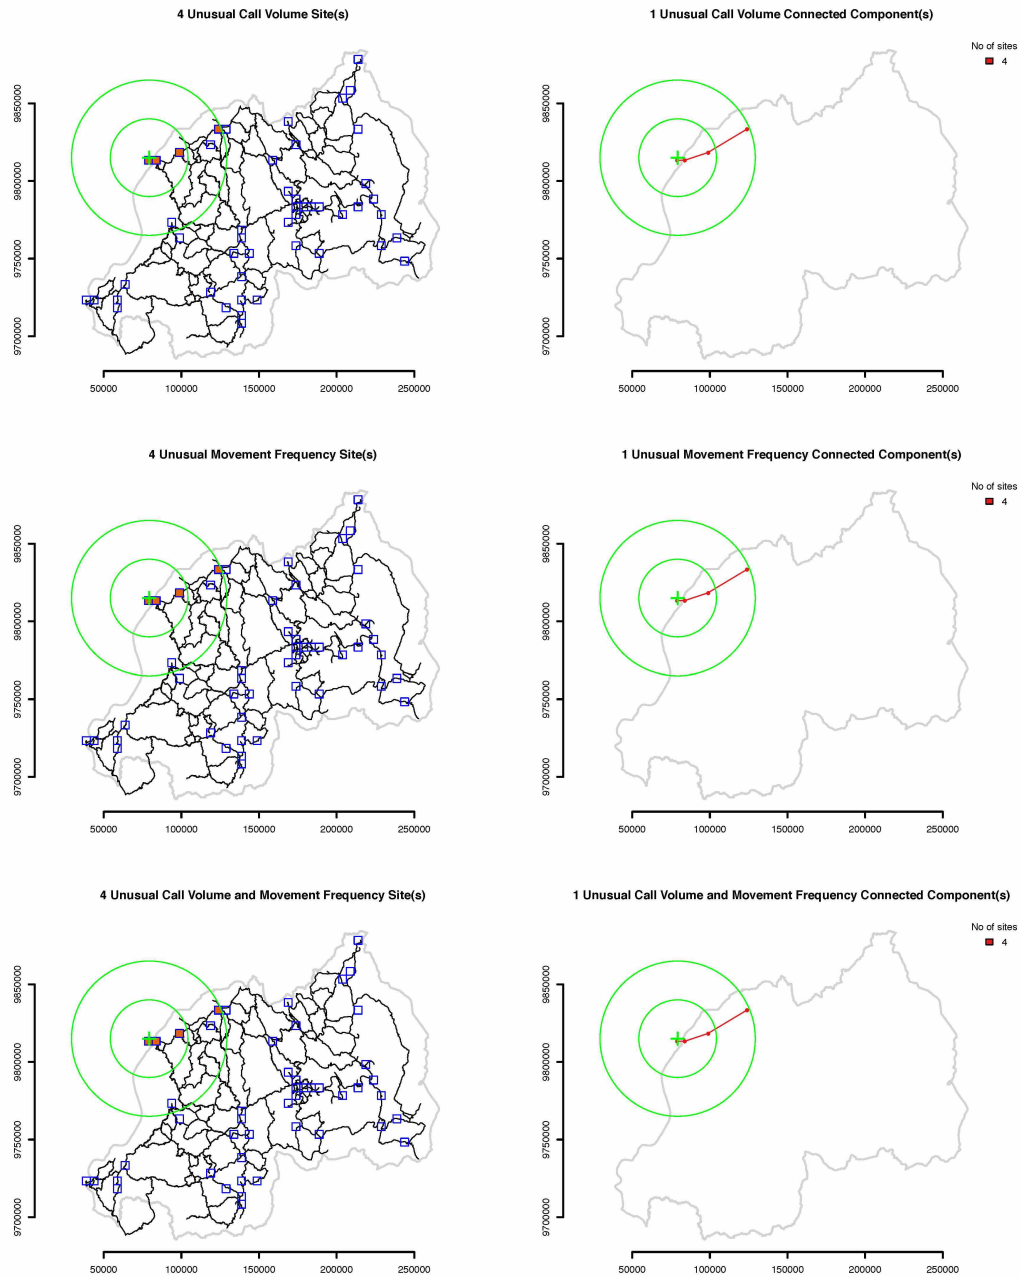 4 Unusual Call Volume Site(s)
1 Unusual Call Volume Connected Component(s)
No of sites
4
9850000
9800000
9750000
9700000
50000 100000 150000 200000 250000
9850000
9800000
9750000
9700000
50000 100000 150000 200000 250000
4 Unusual Movement Frequency Site(s)
1 Unusual Movement Frequency Connected Component(s)
No of sites
4
9850000
9800000
9750000
9700000
50000 100000 150000 200000 250000
9850000
9800000
9750000
9700000
50000 100000 150000 200000 250000
4 Unusual Call Volume and Movement Frequency Site(s)
1 Unusual Call Volume and Movement Frequency Connected Component(s)
No of sites
4
9850000
9800000
9750000
9700000
50000 100000 150000 200000 250000
9850000
9800000
9750000
9700000
50000 100000 150000 200000 250000